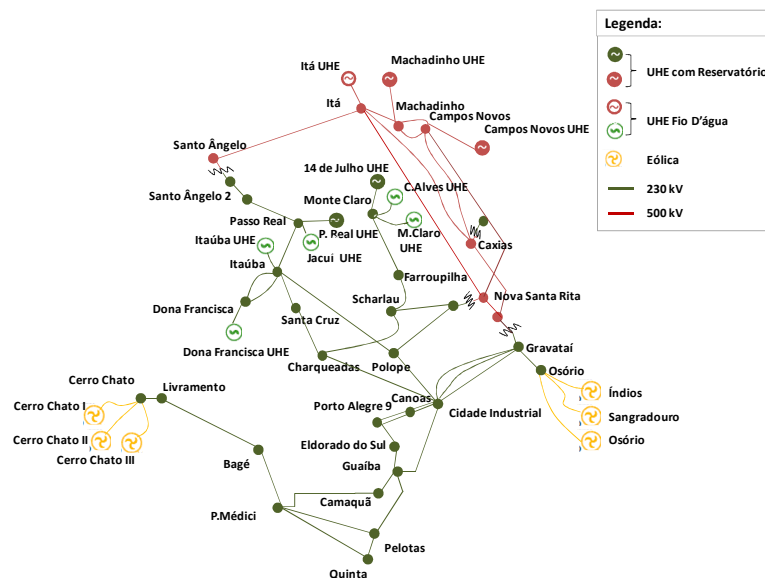 Legenda:
UHE com Reservatório
UHE Fio D'água
Eólica
230 kV
500 kV
Machadinho UHE
Itá UHE
Itá
Machadinho
Campos Novos
Campos Novos UHE
Santo Ângelo
14 de Julho UHE
C.Alves UHE
Santo Ângelo 2
Monte Claro
Passo Real
P. Real UHE
M.Claro
UHE
Itaúba UHE
Jacui UHE
Caxias
Itaúba
Farroupilha
Dona Francisca
Scharlau
Nova Santa Rita
Santa Cruz
Dona Francisca UHE
Charqueadas
Polope
Gravataí
Osório
Cerro Chato
Livramento
Canoas
Índios
Cerro Chato I
Porto Alegre 9
Cidade Industrial
Sangradouro
Cerro Chato II
Eldorado do Sul
Osório
Cerro Chato III
Bagé
Guaíba
Camaquã
P.Médici
Pelotas
Quinta